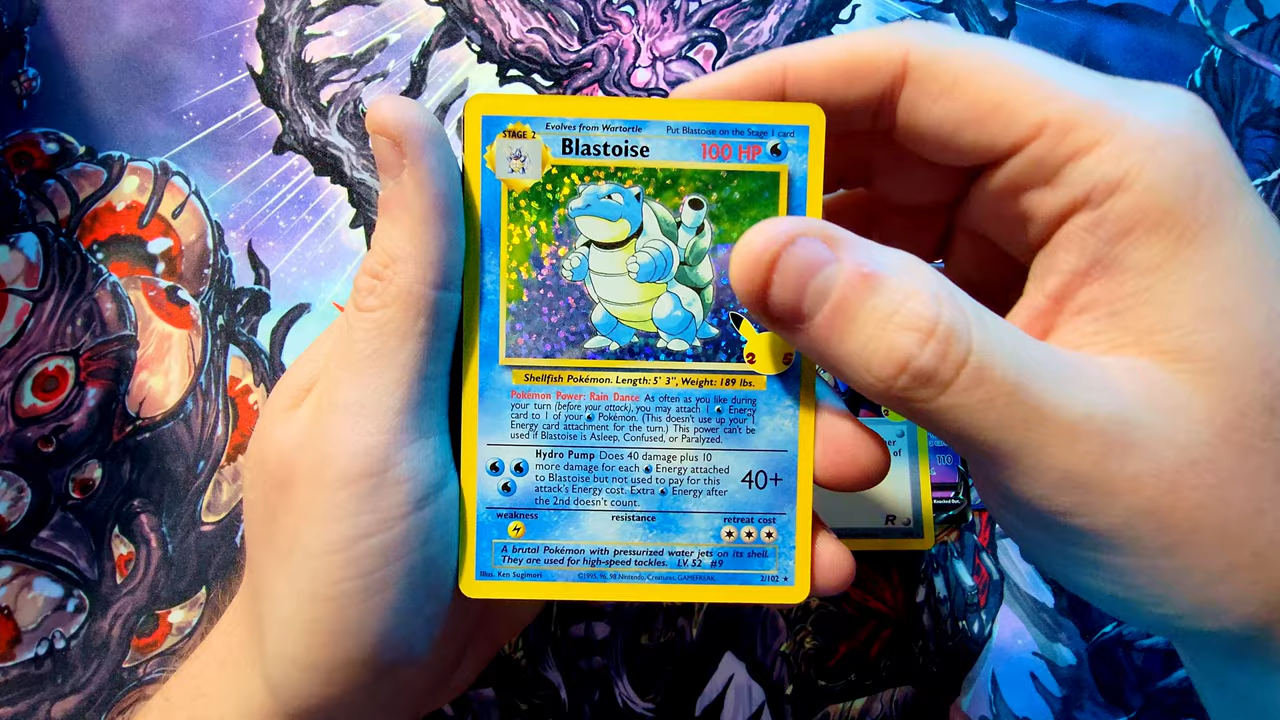 Evolves from Wartortle Put Blastoise on the Stage 1 card
STAGE 2
Blastoise 100 HP
2 5
Shellfish Pokémon. Length: 5' 3", Weight: 189 lbs.
Pokémon Power: Rain Dance As often as you like during
your turn (before your attack), you may attach 1 Energy
card to 1 of your Pokémon. (This doesn't use up your 1
Energy card attachment for the turn.) This power can't be
used if Blastoise is Asleep, Confused, or Paralyzed.
Hydro Pump Does 40 damage plus 10
more damage for each Energy attached
to Blastoise but not used to pay for this
attack's Energy cost. Extra Energy after
the 2nd doesn't count.
40+
weakness resistance retreat cost
A brutal Pokémon with pressurized water jets on its shell.
They are used for high-speed tackles. LV. 52 #9
Illus. Ken Sugimori ©1995, 96, 98 Nintendo, Creatures, GAMEFREAK. 2/102
110
R